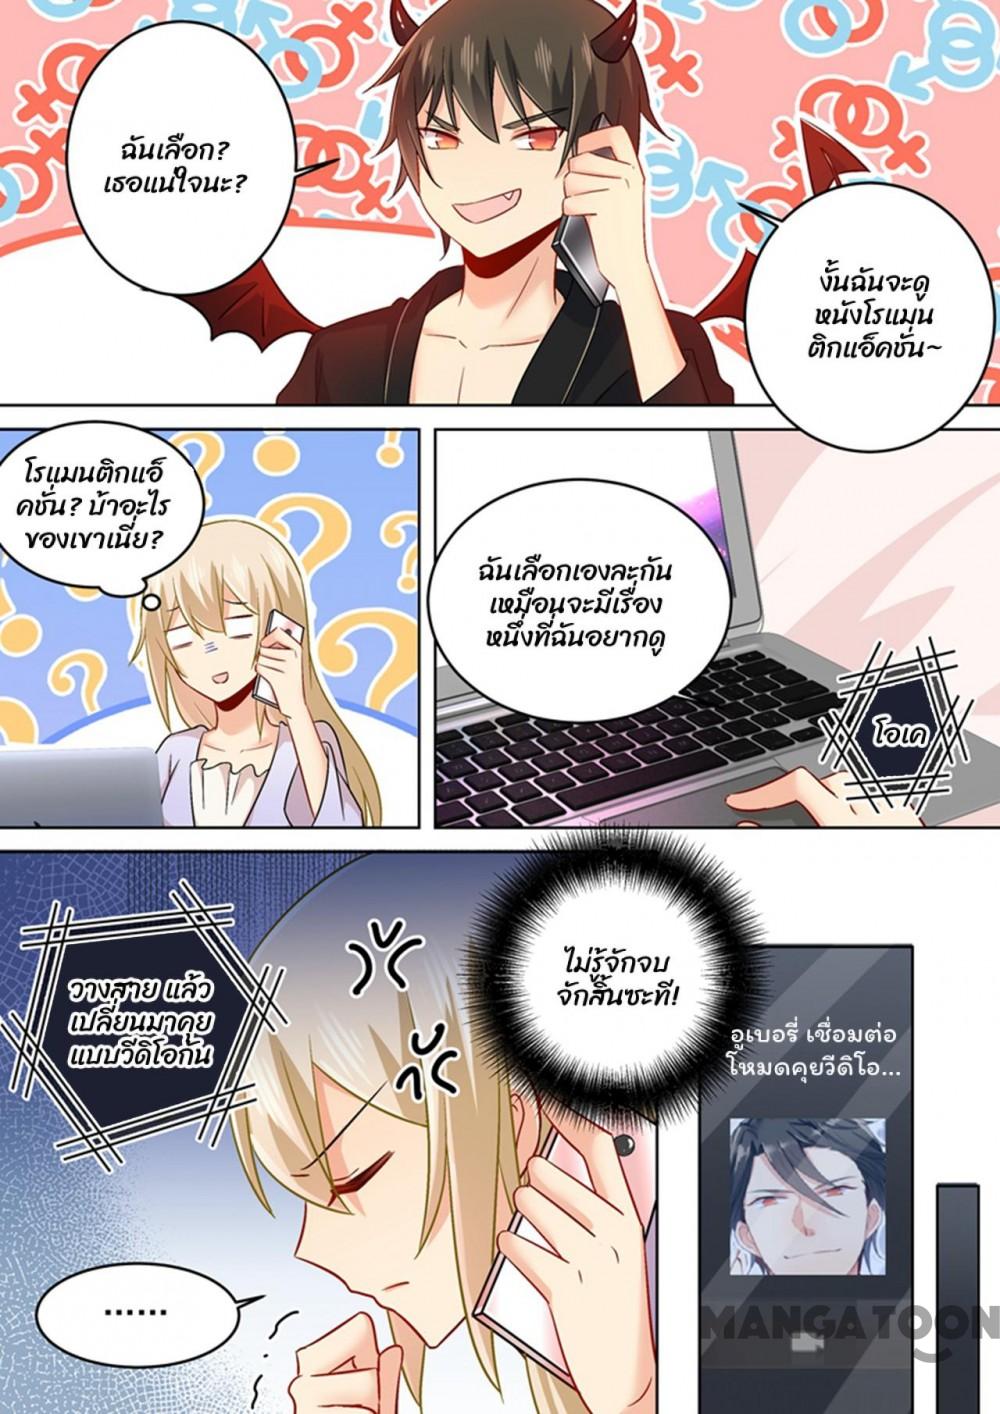 ฉันเลือก?
เธอแน่ใจนะ?
งั้นฉันจะดู
หนังโรแมน
ติกแอ็คชั่น~
โรแมนติกแอ็
คชั่น? บ้าอะไร
ของเขาเนี่ย?
ฉันเลือกเองละกัน
เหมือนจะมีเรื่อง
หนึ่งที่ฉันอยากดู
โอเค
วางสาย แล้ว
เปลี่ยนมาคุย
แบบวีดิโอกัน
ไม่รู้จักจบ
จักสิ้นซะที!
อูเบอรี่ เชื่อมต่อ
โหมดคุยวีดิโอ...
......
MANGATOON